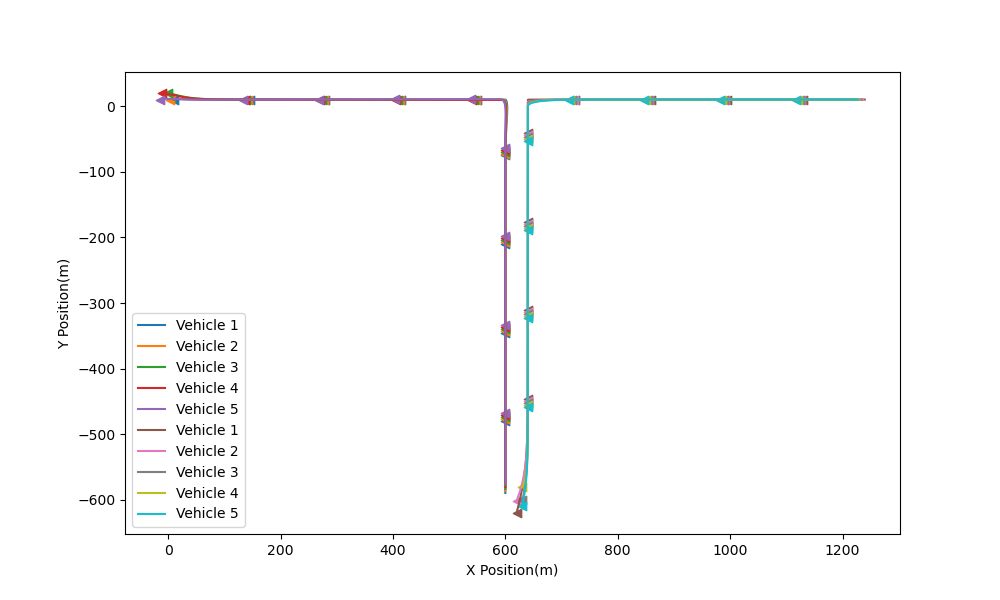 0
−100
−200
−300
−400
−500
−600
Y Position(m)
Vehicle 1
Vehicle 2
Vehicle 3
Vehicle 4
Vehicle 5
Vehicle 1
Vehicle 2
Vehicle 3
Vehicle 4
Vehicle 5
0 200 400 600 800 1000 1200
X Position(m)